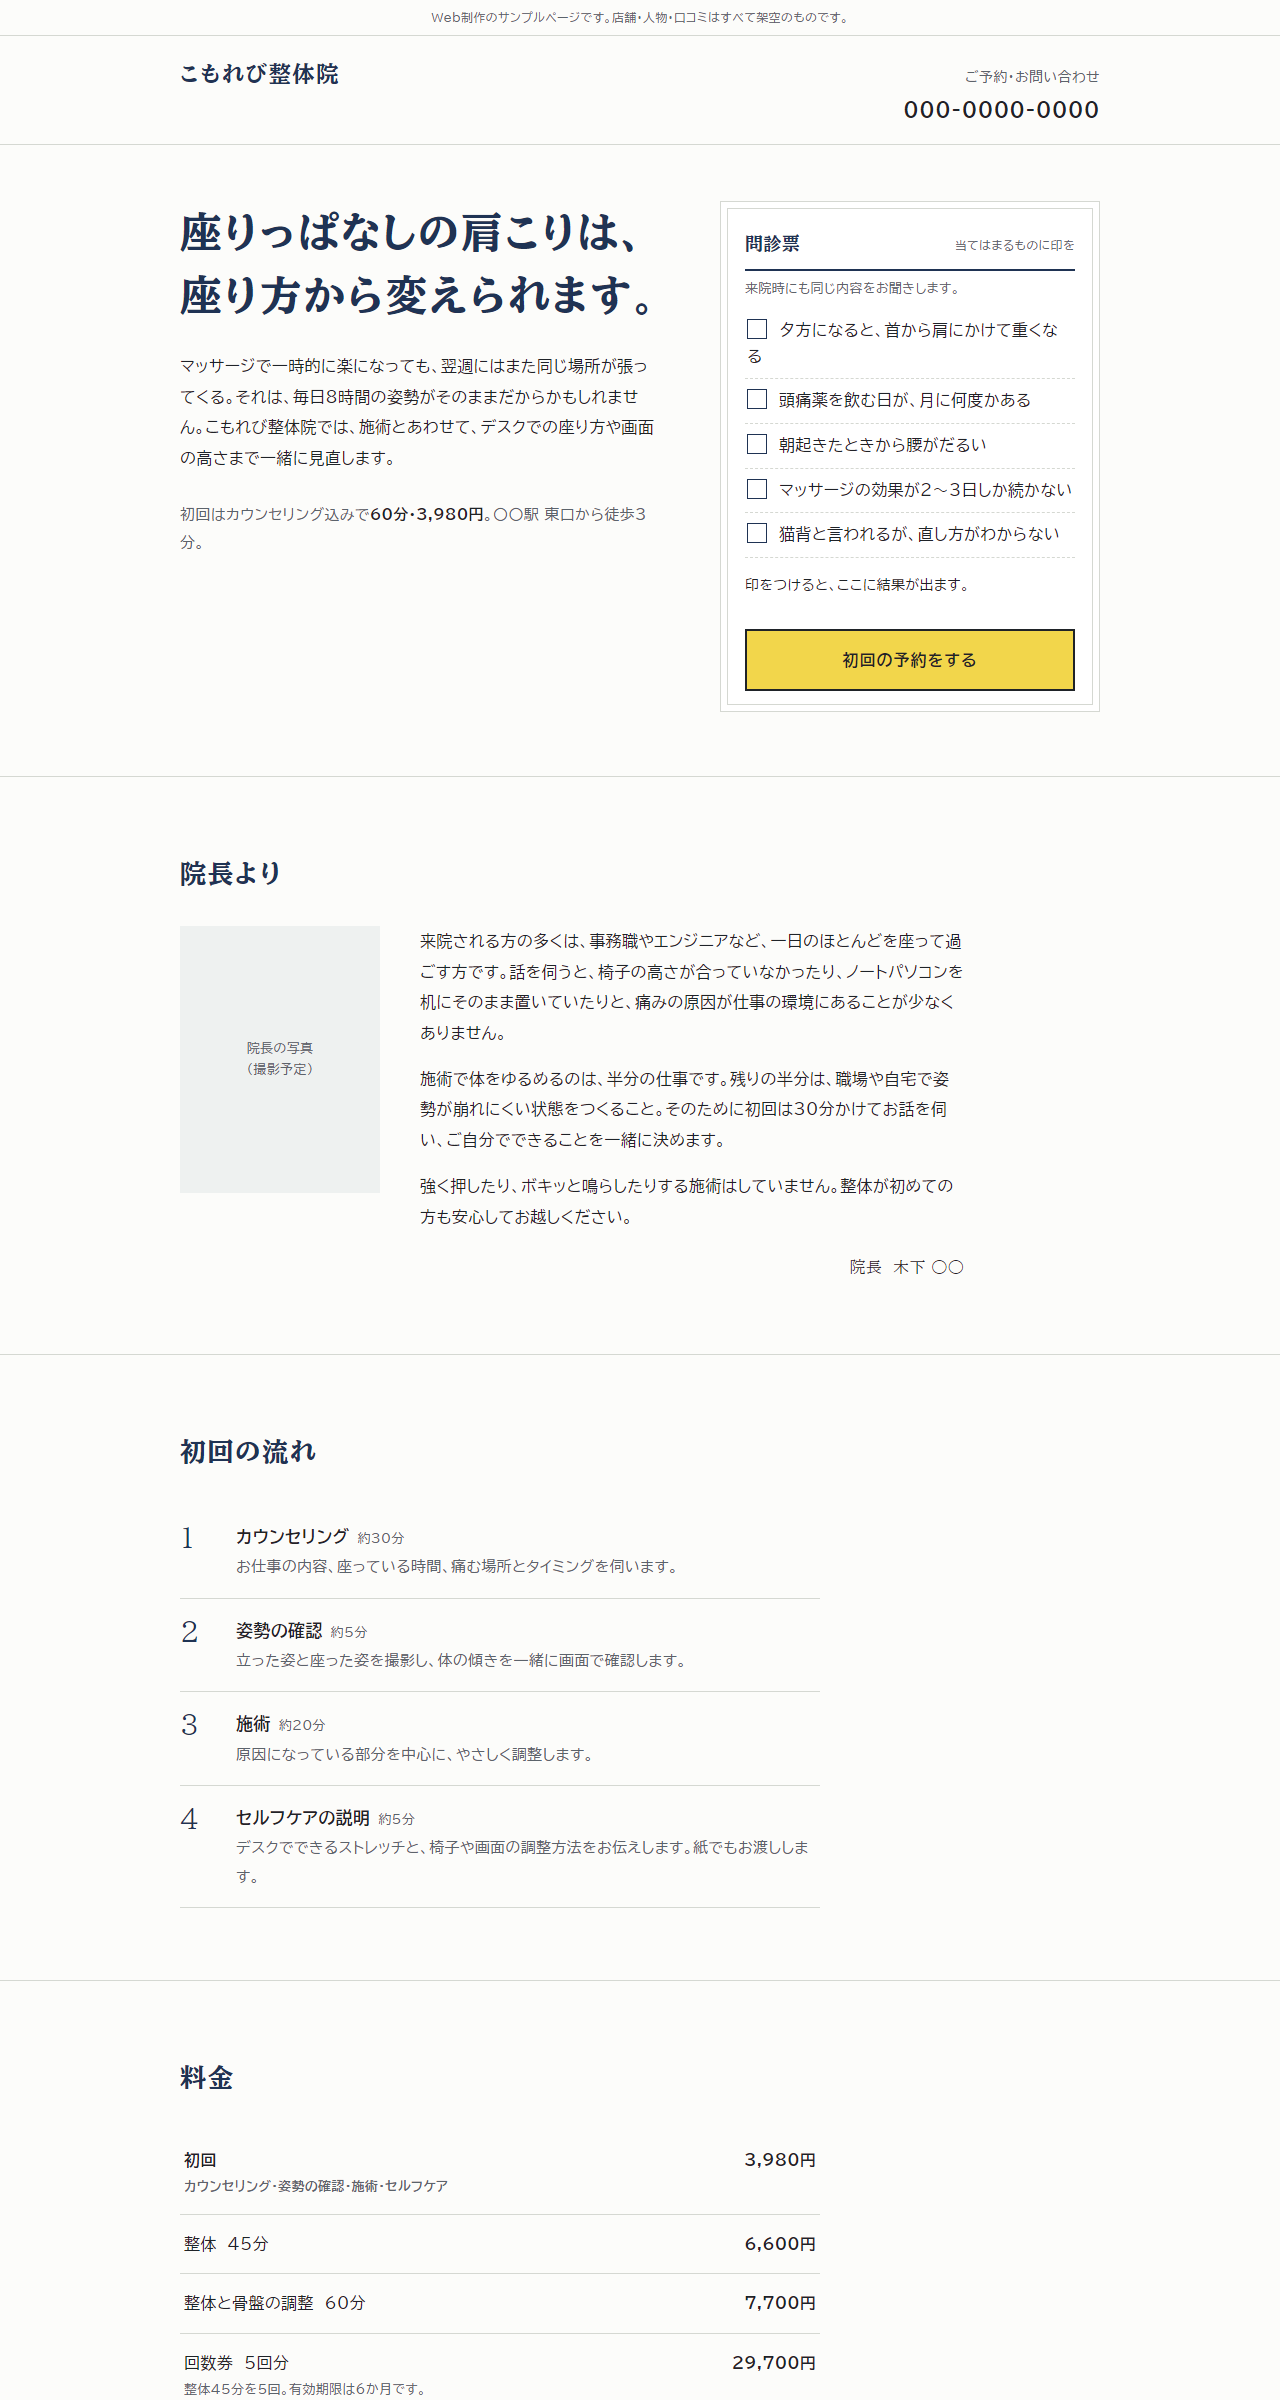 Web制作のサンプルページです。店舗・人物・口コミはすべて架空のものです。
こもれび整体院
ご予約・お問い合わせ
000-0000-0000
座りっぱなしの肩こりは、
座り方から変えられます。
マッサージで一時的に楽になっても、翌週にはまた同じ場所が張っ
てくる。それは、毎日8時間の姿勢がそのままだからかもしれませ
ん。こもれび整体院では、施術とあわせて、デスクでの座り方や画面
の高さまで一緒に見直します。
初回はカウンセリング込みで60分・3,980円。〇〇駅 東口から徒歩3
分。
問診票
当てはまるものに印を
来院時にも同じ内容をお聞きします。
夕方になると、首から肩にかけて重くな
る
頭痛薬を飲む日が、月に何度かある
朝起きたときから腰がだるい
マッサージの効果が2〜3日しか続かない
猫背と言われるが、直し方がわからない
印をつけると、ここに結果が出ます。
初回の予約をする
院長より
院長の写真
（撮影予定）
来院される方の多くは、事務職やエンジニアなど、一日のほとんどを座って過
ごす方です。話を伺うと、椅子の高さが合っていなかったり、ノートパソコンを
机にそのまま置いていたりと、痛みの原因が仕事の環境にあることが少なく
ありません。
施術で体をゆるめるのは、半分の仕事です。残りの半分は、職場や自宅で姿
勢が崩れにくい状態をつくること。そのために初回は30分かけてお話を伺
い、ご自分でできることを一緒に決めます。
強く押したり、ボキッと鳴らしたりする施術はしていません。整体が初めての
方も安心してお越しください。
院長 木下 〇〇
初回の流れ
1 カウンセリング 約30分
お仕事の内容、座っている時間、痛む場所とタイミングを伺います。
2 姿勢の確認 約5分
立った姿と座った姿を撮影し、体の傾きを一緒に画面で確認します。
3 施術 約20分
原因になっている部分を中心に、やさしく調整します。
4 セルフケアの説明 約5分
デスクでできるストレッチと、椅子や画面の調整方法をお伝えします。紙でもお渡ししま
す。
料金
初回 3,980円
カウンセリング・姿勢の確認・施術・セルフケア
整体 45分 6,600円
整体と骨盤の調整 60分 7,700円
回数券 5回分 29,700円
整体45分を5回。有効期限は6か月です。